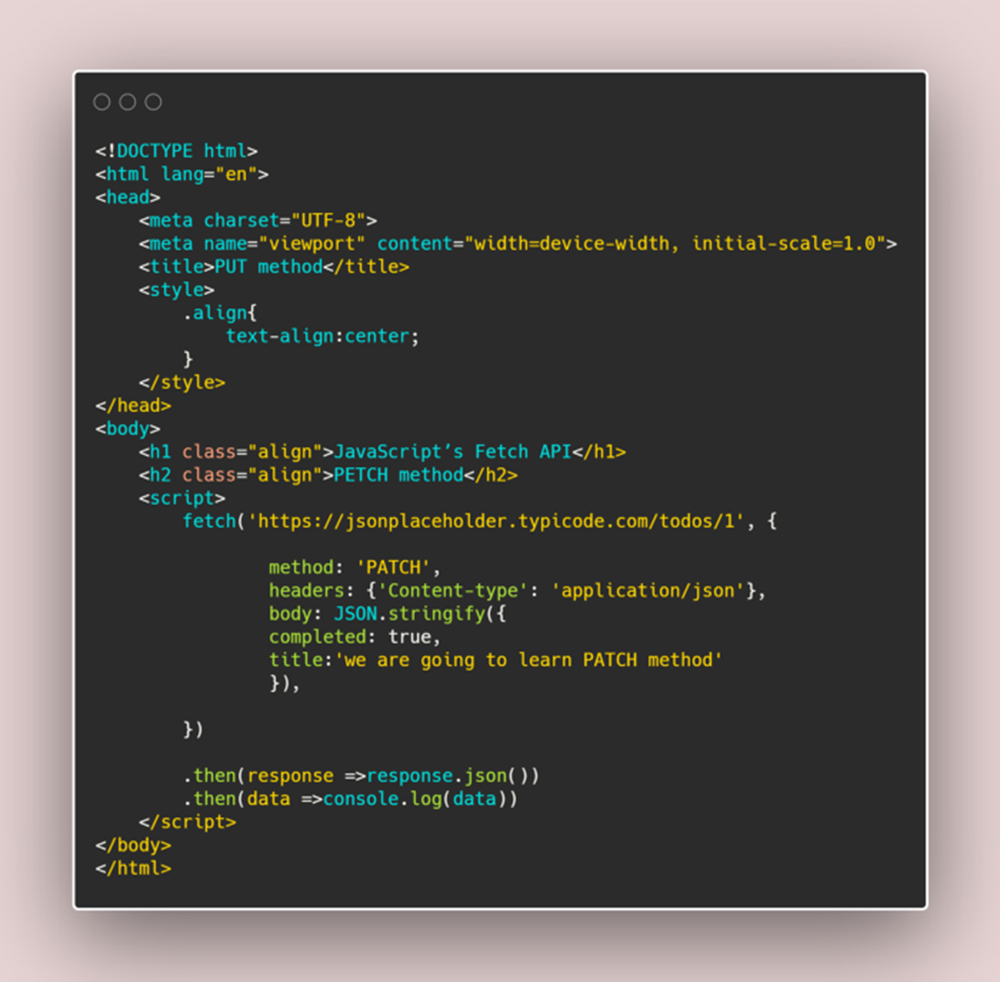 <!DOCTYPE html>
<html lang="en">
<head>
    <meta charset="UTF-8">
    <meta name="viewport" content="width=device-width, initial-scale=1.0">
    <title>PUT method</title>
    <style>
        .align{
            text-align:center;
        }
    </style>
</head>
<body>
    <h1 class="align">JavaScript’s Fetch API</h1>
    <h2 class="align">PETCH method</h2>
    <script>
        fetch('https://jsonplaceholder.typicode.com/todos/1', {
                method: 'PATCH',
                headers: {'Content-type': 'application/json'},
                body: JSON.stringify({
                completed: true,
                title:'we are going to learn PATCH method'
                }),
        })
        .then(response =>response.json())
        .then(data =>console.log(data))
    </script>
</body>
</html>